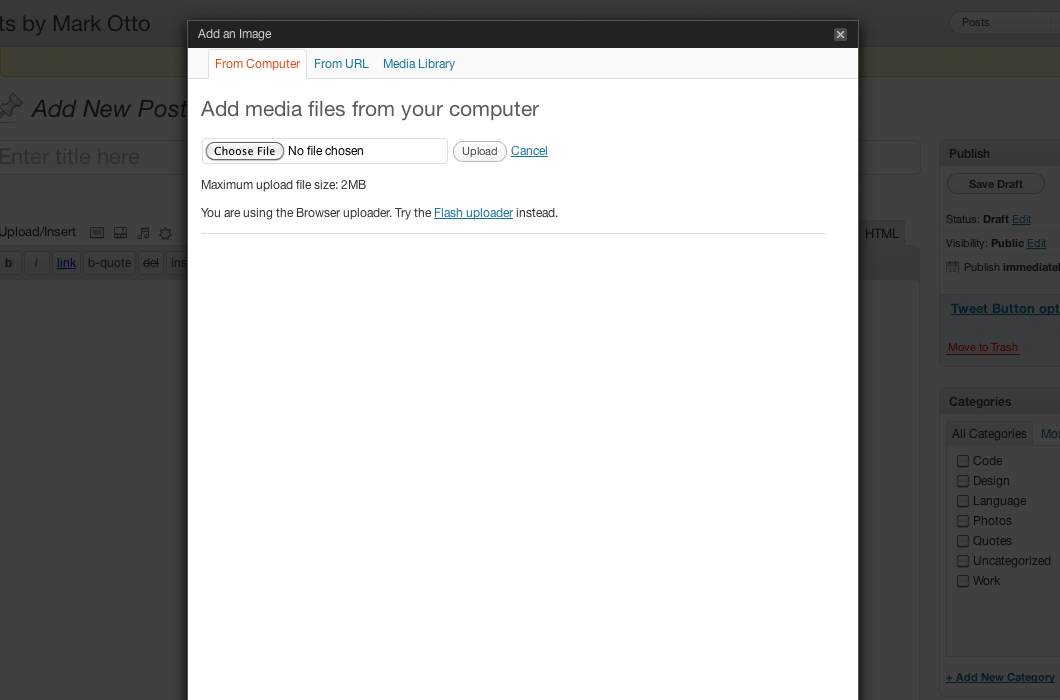 ts by Mark Otto
Posts
Add an Image
From Computer From URL Media Library
Add New Post
Add media files from your computer
Enter title here
Choose File No file chosen Upload Cancel
Maximum upload file size: 2MB
You are using the Browser uploader. Try the Flash uploader instead.
Upload/Insert
HTML
b i link b-quote del ins
Publish
Save Draft
Status: Draft Edit
Visibility: Public Edit
Publish immediatel
Tweet Button opt
Move to Trash
Categories
All Categories Mos
Code
Design
Language
Photos
Quotes
Uncategorized
Work
+ Add New Category